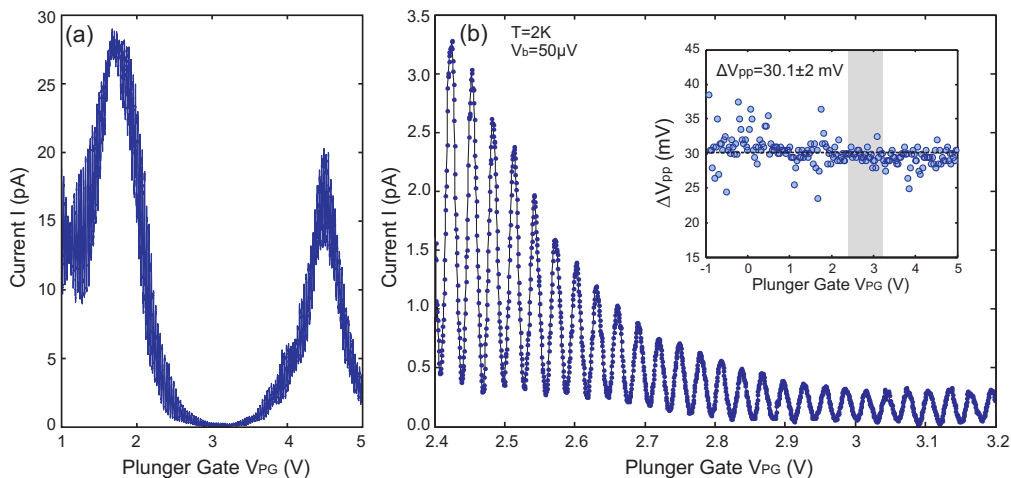 (a)
30
25
20
15
10
5
0
Current I (pA)
1 2 3 4 5
Plunger Gate VPG (V)
(b)
T=2K
Vb=50µV
3.5
3.0
2.5
2.0
1.5
1.0
0.5
0
Current I (pA)
2.4 2.5 2.6 2.7 2.8 2.9 3 3.1 3.2
Plunger Gate VPG (V)
ΔVpp=30.1±2 mV
45
40
35
30
25
20
15
ΔVpp (mV)
-1 0 1 2 3 4 5
Plunger Gate VPG (V)